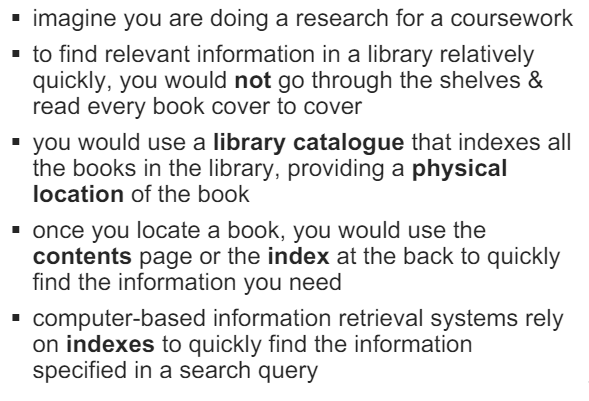 ▪ imagine you are doing a research for a coursework
▪ to find relevant information in a library relatively
quickly, you would not go through the shelves &
read every book cover to cover
▪ you would use a library catalogue that indexes all
the books in the library, providing a physical
location of the book
▪ once you locate a book, you would use the
contents page or the index at the back to quickly
find the information you need
▪ computer-based information retrieval systems rely
on indexes to quickly find the information
specified in a search query